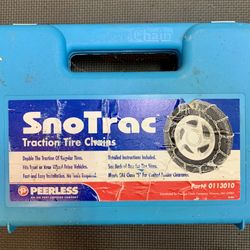 Chain
SnoTrac
Traction Tire Chains
Double The Traction Of Regular Tires.
Fits Front or Rear Wheel Drive Vehicles.
Fast and Easy Installation. No Tools Required.
Detailed Instructions Included.
See Back of Box for Tire Sizes.
Meets SAE Class "S" For Limited Fender Clearance.
PEERLESS
Part# 0113010